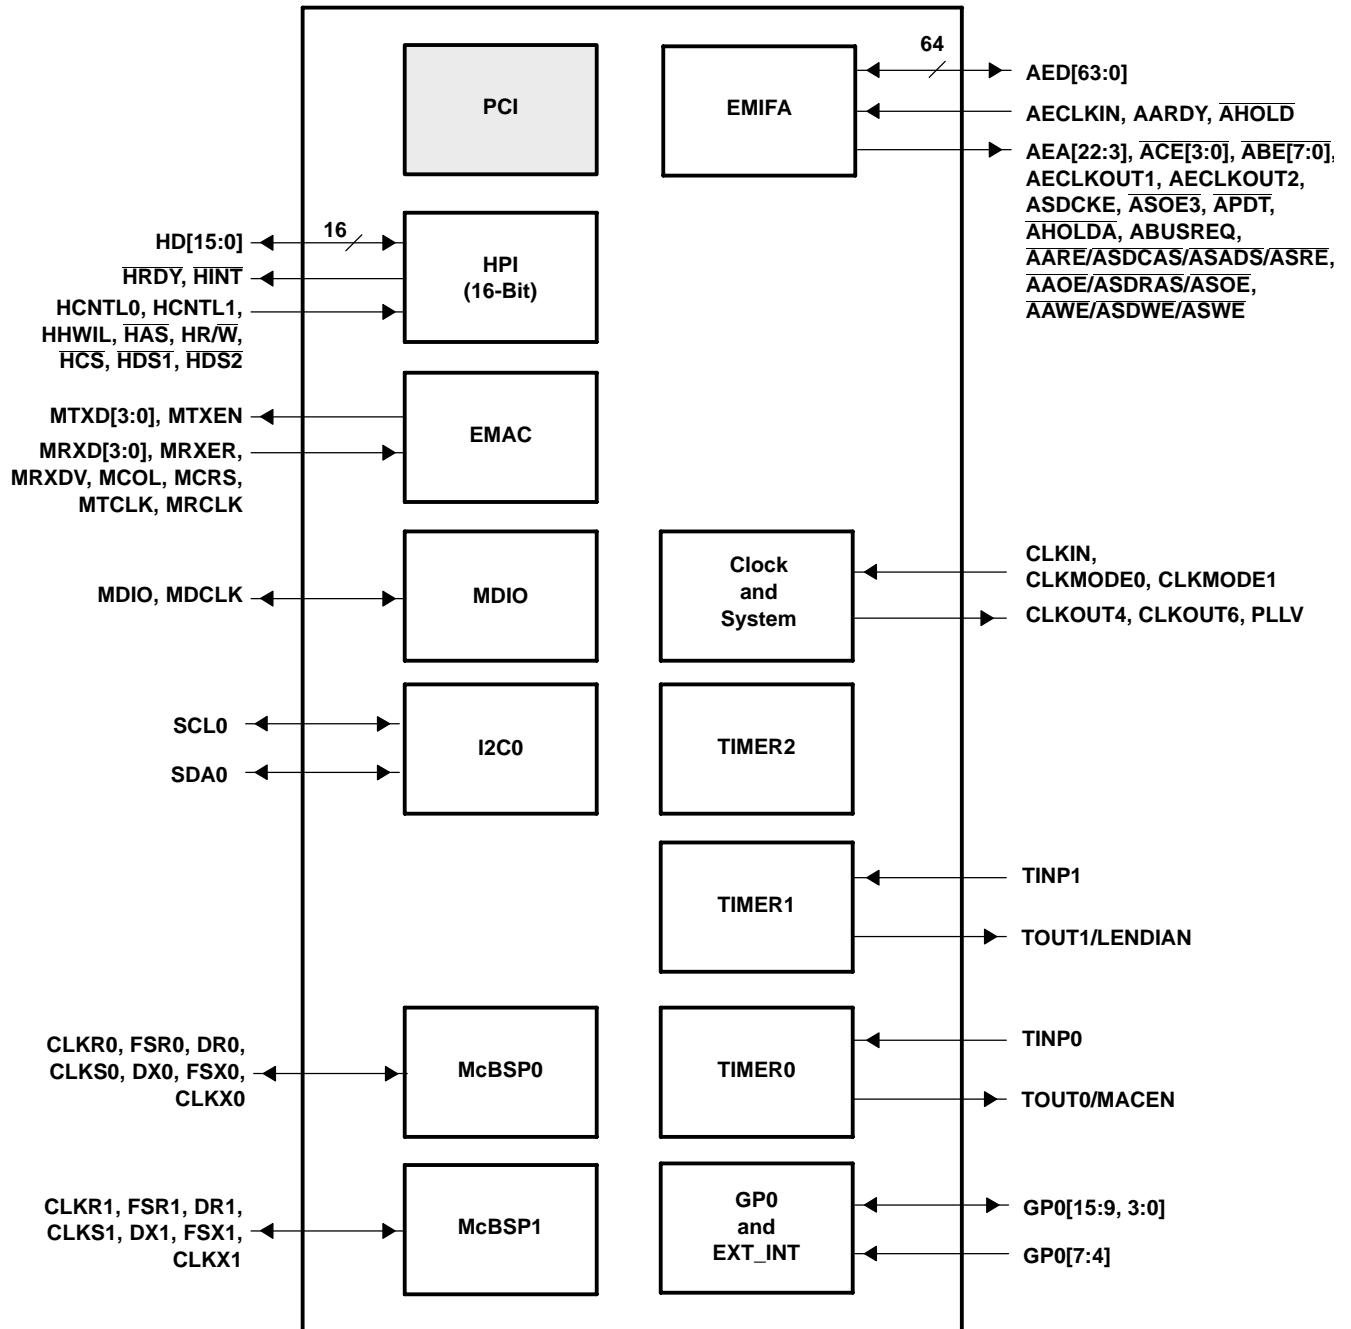 PCI
EMIFA
64
AED[63:0]
AECLKIN, AARDY, AHOLD
AEA[22:3], ACE[3:0], ABE[7:0],
AECLKOUT1, AECLKOUT2,
ASDCKE, ASOE3, APDT,
AHOLDA, ABUSREQ,
AARE/ASDCAS/ASADS/ASRE,
AAOE/ASDRAS/ASOE,
AAWE/ASDWE/ASWE
HD[15:0]
16
HRDY, HINT
HCNTL0, HCNTL1,
HHWIL, HAS, HR/W,
HCS, HDS1, HDS2
HPI
(16-Bit)
MTXD[3:0], MTXEN
MRXD[3:0], MRXER,
MRXDV, MCOL, MCRS,
MTCLK, MRCLK
EMAC
MDIO, MDCLK
MDIO
Clock
and
System
CLKIN,
CLKMODE0, CLKMODE1
CLKOUT4, CLKOUT6, PLLV
SCL0
SDA0
I2C0
TIMER2
TIMER1
TINP1
TOUT1/LENDIAN
CLKR0, FSR0, DR0,
CLKS0, DX0, FSX0,
CLKX0
McBSP0
TIMER0
TINP0
TOUT0/MACEN
CLKR1, FSR1, DR1,
CLKS1, DX1, FSX1,
CLKX1
McBSP1
GP0
and
EXT_INT
GP0[15:9, 3:0]
GP0[7:4]